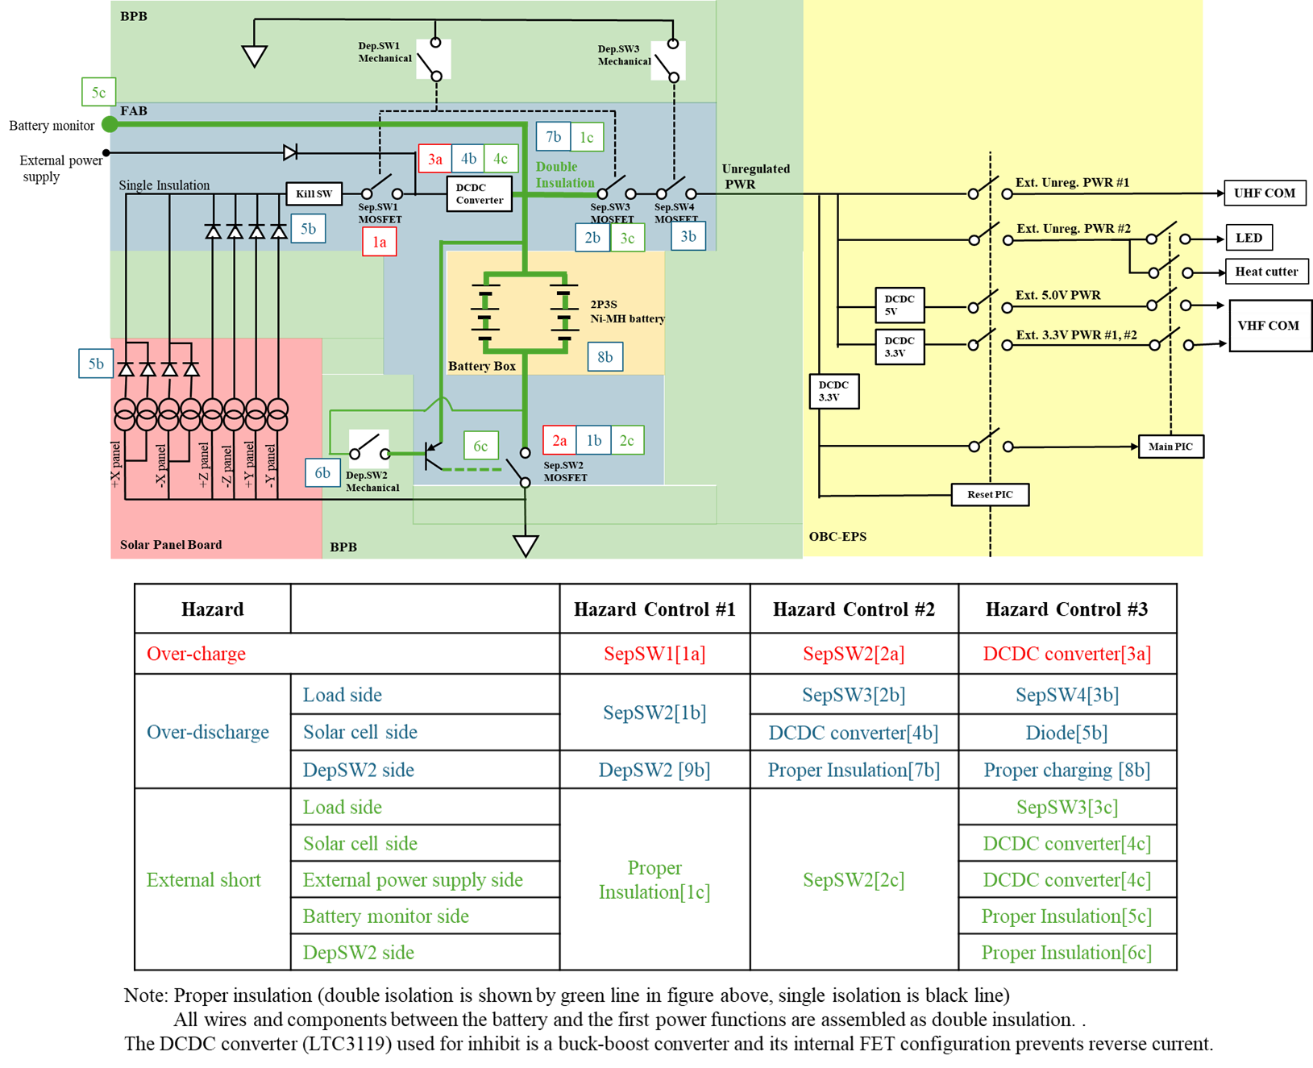 BPB
Dep.SW1
Mechanical
Dep.SW3
Mechanical
5c
FAB
Battery monitor
External power
supply
7b
1c
3a
4b
4c
Double
Insulation
Unregulated
PWR
Single Insulation
Kill SW
DCDC
Converter
Sep.SW1
MOSFET
Sep.SW3
MOSFET
Sep.SW4
MOSFET
5b
1a
2b
3c
3b
Ext. Unreg. PWR #1
UHF COM
Ext. Unreg. PWR #2
LED
Heat cutter
DCDC
5V
Ext. 5.0V PWR
VHF COM
DCDC
3.3V
Ext. 3.3V PWR #1, #2
2P3S
Ni-MH battery
Battery Box
8b
5b
DCDC
3.3V
+X panel
-X panel
+Z panel
-Z panel
+Y panel
-Y panel
6b
Dep.SW2
Mechanical
6c
2a
1b
2c
Sep.SW2
MOSFET
Main PIC
Reset PIC
Solar Panel Board
BPB
OBC-EPS
Hazard
Hazard Control #1
Hazard Control #2
Hazard Control #3
Over-charge
SepSW1[1a]
SepSW2[2a]
DCDC converter[3a]
Over-discharge
Load side
SepSW2[1b]
SepSW3[2b]
SepSW4[3b]
Solar cell side
DCDC converter[4b]
Diode[5b]
DepSW2 side
DepSW2 [9b]
Proper Insulation[7b]
Proper charging [8b]
External short
Load side
Proper
Insulation[1c]
SepSW2[2c]
SepSW3[3c]
Solar cell side
DCDC converter[4c]
External power supply side
DCDC converter[4c]
Battery monitor side
Proper Insulation[5c]
DepSW2 side
Proper Insulation[6c]
Note: Proper insulation (double isolation is shown by green line in figure above, single isolation is black line)
All wires and components between the battery and the first power functions are assembled as double insulation. .
The DCDC converter (LTC3119) used for inhibit is a buck-boost converter and its internal FET configuration prevents reverse current.